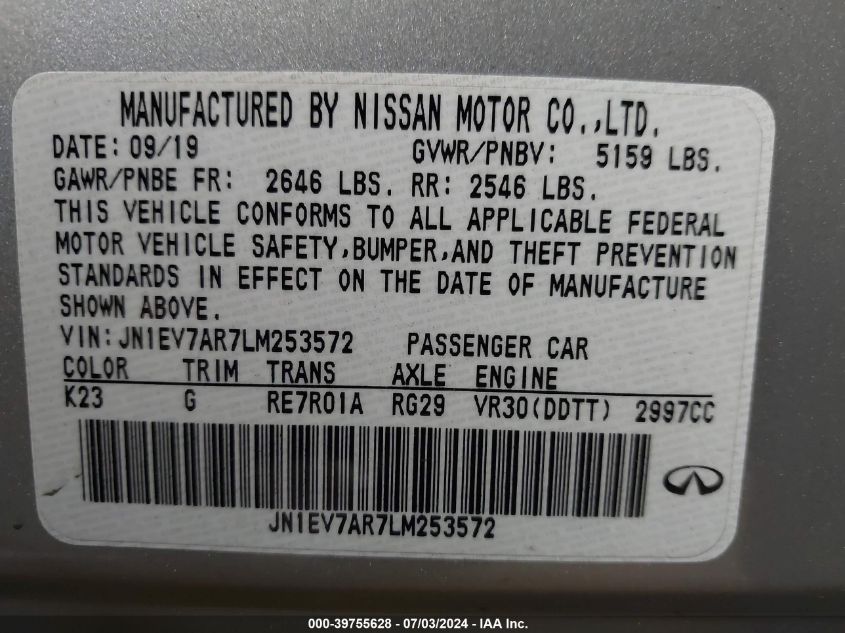 MANUFACTURED BY NISSAN MOTOR CO.,LTD.
DATE: 09/19 GVWR/PNBV: 5159 LBS.
GAWR/PNBE FR: 2646 LBS. RR: 2546 LBS.
THIS VEHICLE CONFORMS TO ALL APPLICABLE FEDERAL
MOTOR VEHICLE SAFETY,BUMPER,AND THEFT PREVENTION
STANDARDS IN EFFECT ON THE DATE OF MANUFACTURE
SHOWN ABOVE.
VIN:JN1EV7AR7LM253572 PASSENGER CAR
COLOR TRIM TRANS AXLE ENGINE
K23 G RE7R01A RG29 VR30(DDTT) 2997CC
JN1EV7AR7LM253572
000-39755628 - 07/03/2024 - IAA Inc.